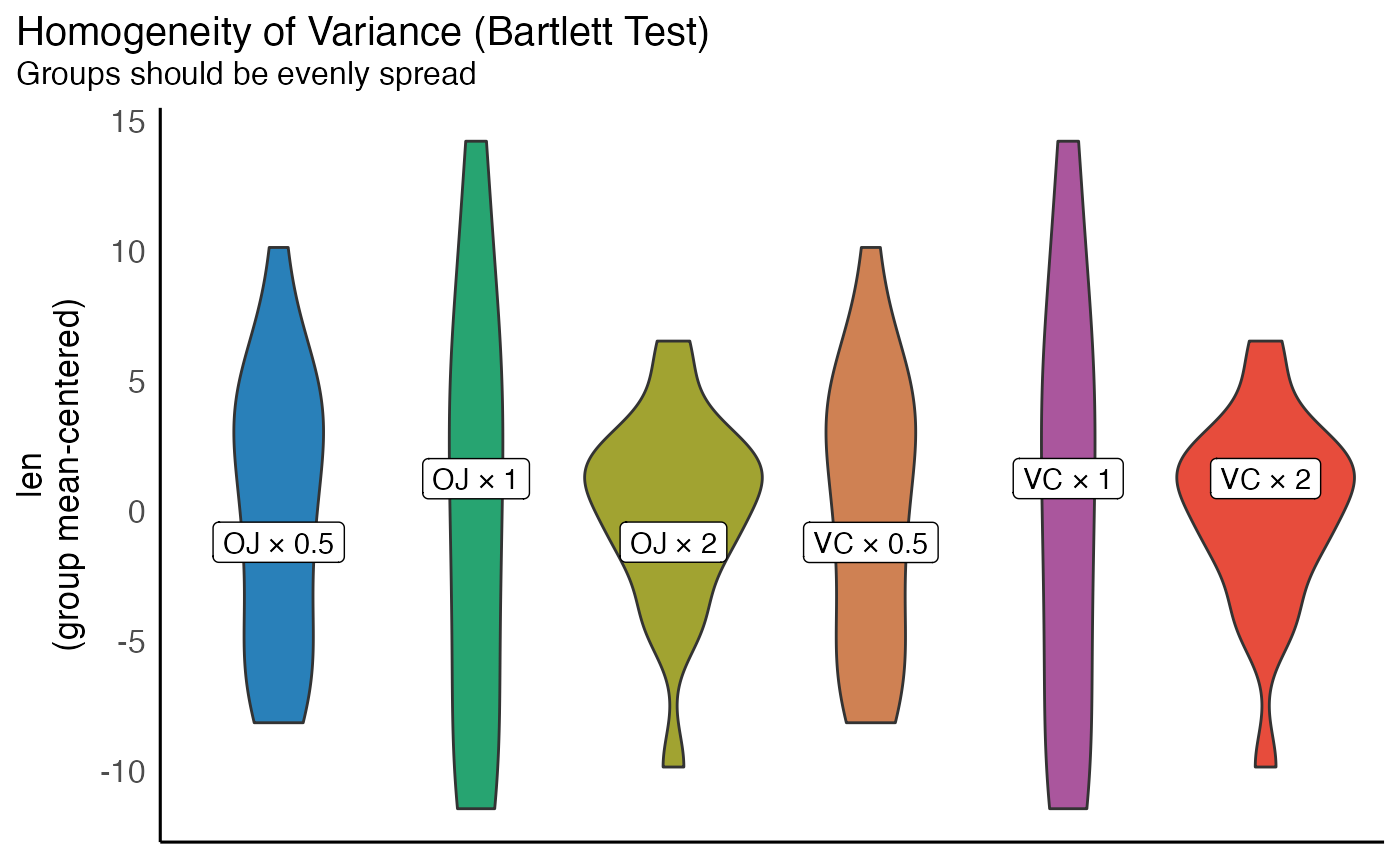 Homogeneity of Variance (Bartlett Test)
Groups should be evenly spread
15
10
5
0
-5
-10
len
(group mean-centered)
OJ × 0.5
OJ × 1
OJ × 2
VC × 0.5
VC × 1
VC × 2